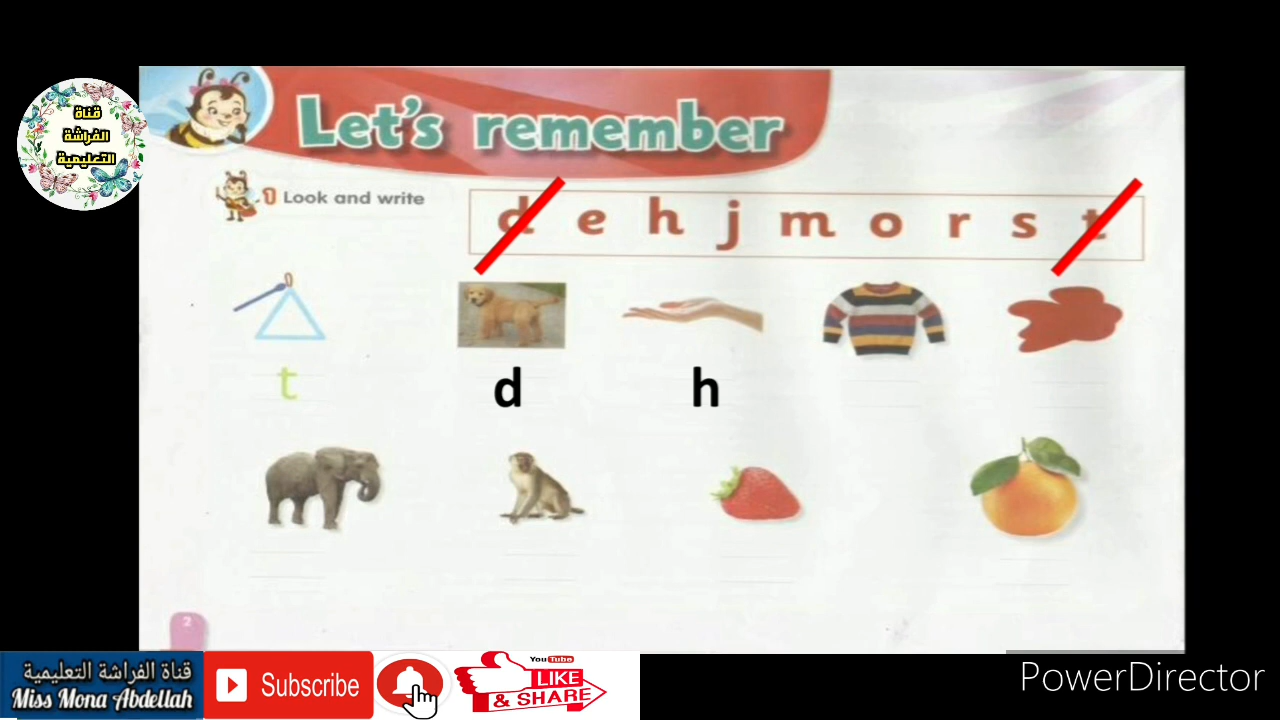 قناة
الفراشة
التعليمية
Let's remember
1 Look and write
d e h j m o r s t
t d h
2
قناة الفراشة التعليمية
Miss Mona Abdellah
Subscribe
YouTube
LIKE
& SHARE
PowerDirector